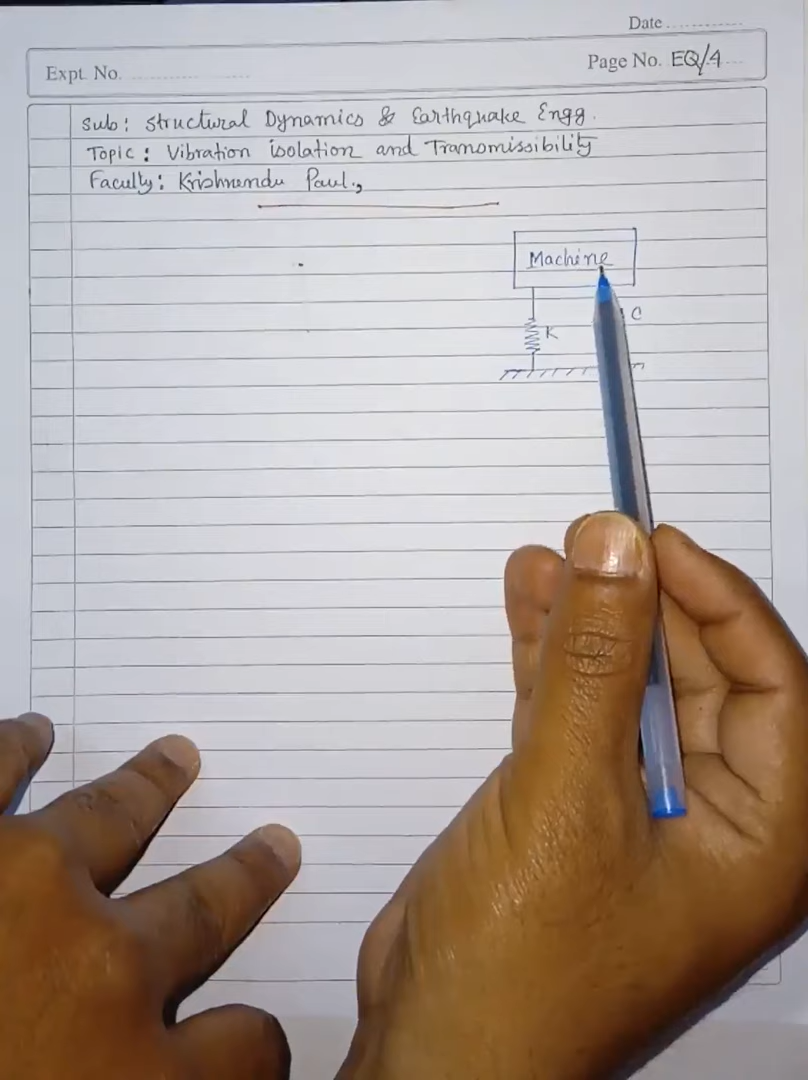 Date
Expt. No.
Page No. EQ/4
Sub: Structural Dynamics & Earthquake Engg.
Topic: Vibration isolation and Transmissibility
Faculty: Krishnendu Paul.,
Machine
C
K